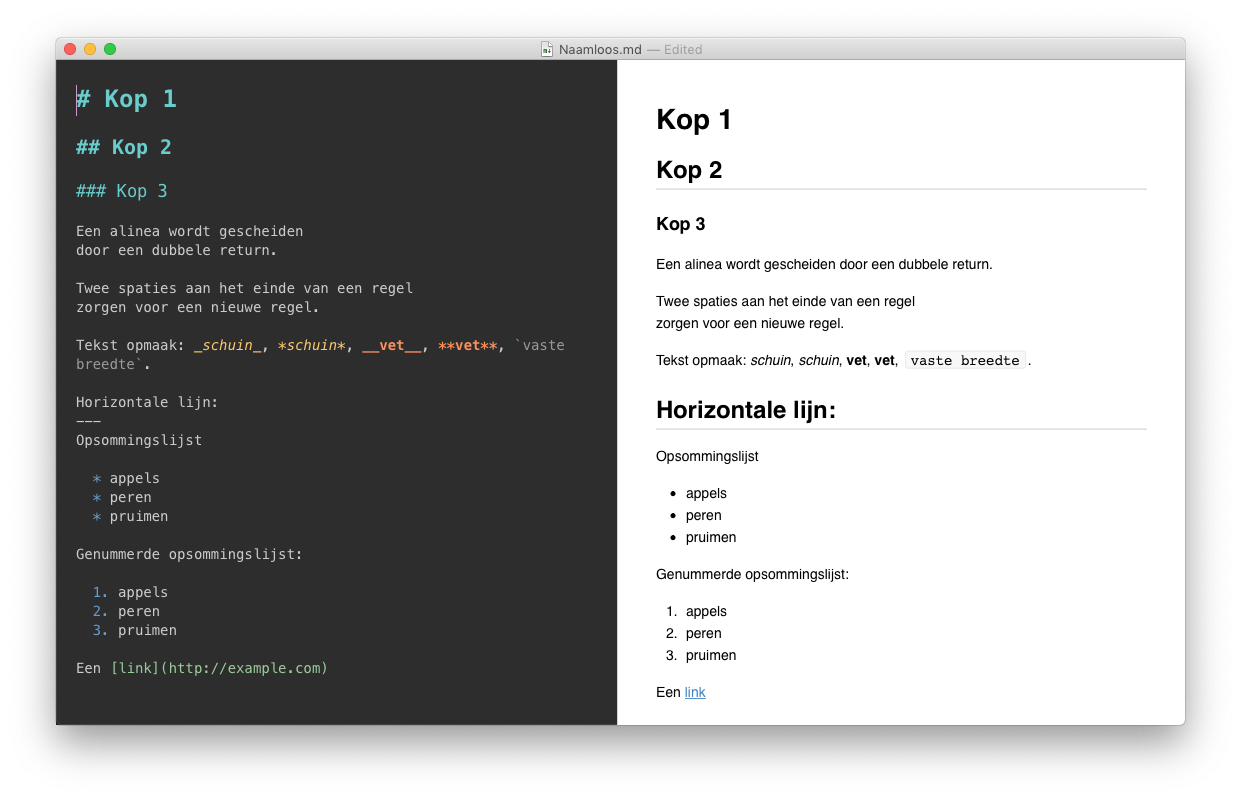 Naamloos.md — Edited
# Kop 1
## Kop 2
### Kop 3
Een alinea wordt gescheiden
door een dubbele return.
Twee spaties aan het einde van een regel
zorgen voor een nieuwe regel.
Tekst opmaak: _schuin_, *schuin*, __vet__, **vet**, `vaste
breedte`.
Horizontale lijn:
---
Opsommingslijst
* appels
* peren
* pruimen
Genummerde opsommingslijst:
1. appels
2. peren
3. pruimen
Een [link](http://example.com)
Kop 1
Kop 2
Kop 3
Een alinea wordt gescheiden door een dubbele return.
Twee spaties aan het einde van een regel
zorgen voor een nieuwe regel.
Tekst opmaak: schuin, schuin, vet, vet, vaste breedte.
Horizontale lijn:
Opsommingslijst
• appels
• peren
• pruimen
Genummerde opsommingslijst:
1. appels
2. peren
3. pruimen
Een link